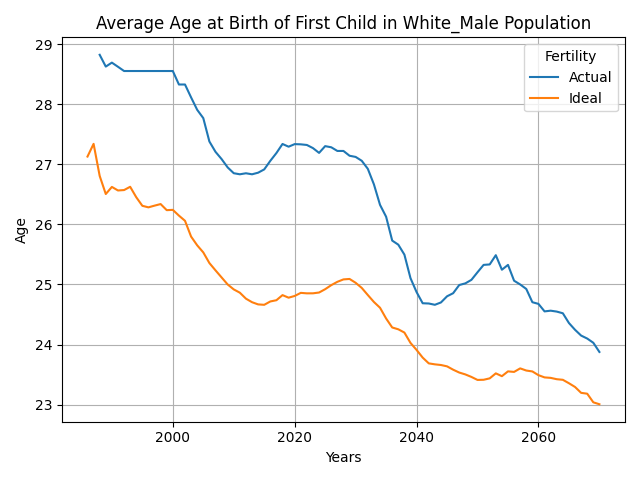 Average Age at Birth of First Child in White_Male Population
Fertility
Actual
Ideal
29
28
27
26
25
24
23
Age
2000
2020
2040
2060
Years